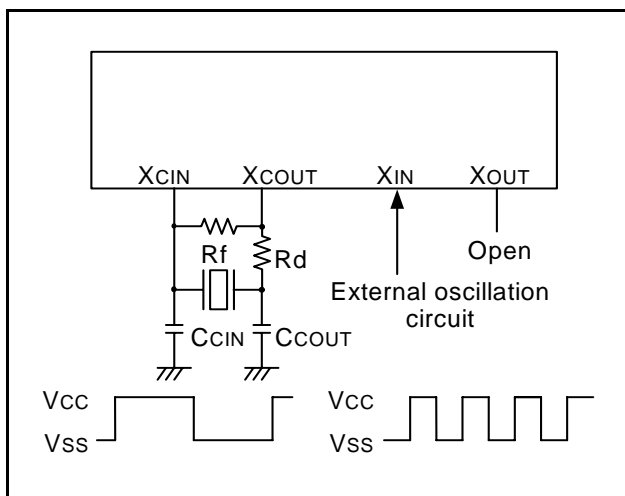 XCIN XCOUT XIN XOUT
Rf
Rd
Open
External oscillation
circuit
CCIN CCOUT
VCC
VSS
VCC
VSS